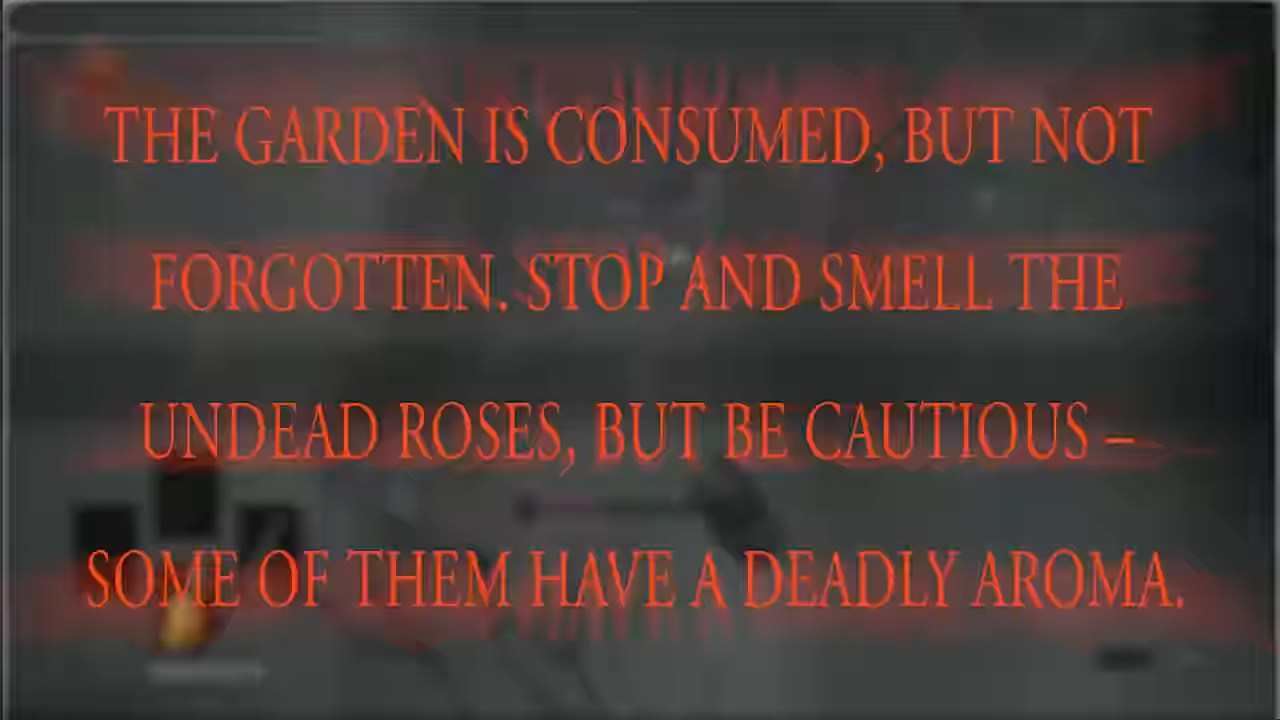 THE GARDEN IS CONSUMED, BUT NOT
FORGOTTEN. STOP AND SMELL THE
UNDEAD ROSES, BUT BE CAUTIOUS –
SOME OF THEM HAVE A DEADLY AROMA.